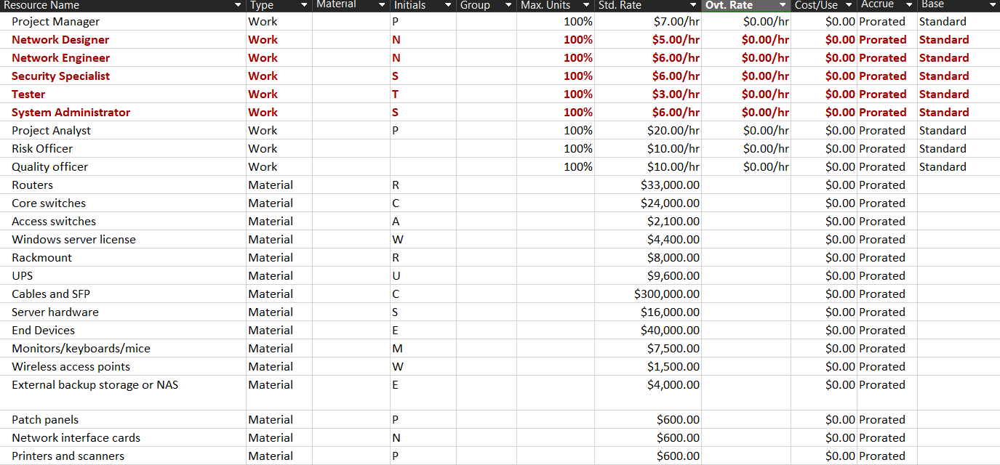 Resource Name Type Material Initials Group Max. Units Std. Rate Ovt. Rate Cost/Use Accrue Base
Project Manager Work P 100% $7.00/hr $0.00/hr $0.00 Prorated Standard
Network Designer Work N 100% $5.00/hr $0.00/hr $0.00 Prorated Standard
Network Engineer Work N 100% $6.00/hr $0.00/hr $0.00 Prorated Standard
Security Specialist Work S 100% $6.00/hr $0.00/hr $0.00 Prorated Standard
Tester Work T 100% $3.00/hr $0.00/hr $0.00 Prorated Standard
System Administrator Work S 100% $6.00/hr $0.00/hr $0.00 Prorated Standard
Project Analyst Work P 100% $20.00/hr $0.00/hr $0.00 Prorated Standard
Risk Officer Work 100% $10.00/hr $0.00/hr $0.00 Prorated Standard
Quality officer Work 100% $10.00/hr $0.00/hr $0.00 Prorated Standard
Routers Material R $33,000.00 $0.00 Prorated
Core switches Material C $24,000.00 $0.00 Prorated
Access switches Material A $2,100.00 $0.00 Prorated
Windows server license Material W $4,400.00 $0.00 Prorated
Rackmount Material R $8,000.00 $0.00 Prorated
UPS Material U $9,600.00 $0.00 Prorated
Cables and SFP Material C $300,000.00 $0.00 Prorated
Server hardware Material S $16,000.00 $0.00 Prorated
End Devices Material E $40,000.00 $0.00 Prorated
Monitors/keyboards/mice Material M $7,500.00 $0.00 Prorated
Wireless access points Material W $1,500.00 $0.00 Prorated
External backup storage or NAS Material E $4,000.00 $0.00 Prorated
Patch panels Material P $600.00 $0.00 Prorated
Network interface cards Material N $600.00 $0.00 Prorated
Printers and scanners Material P $600.00 $0.00 Prorated